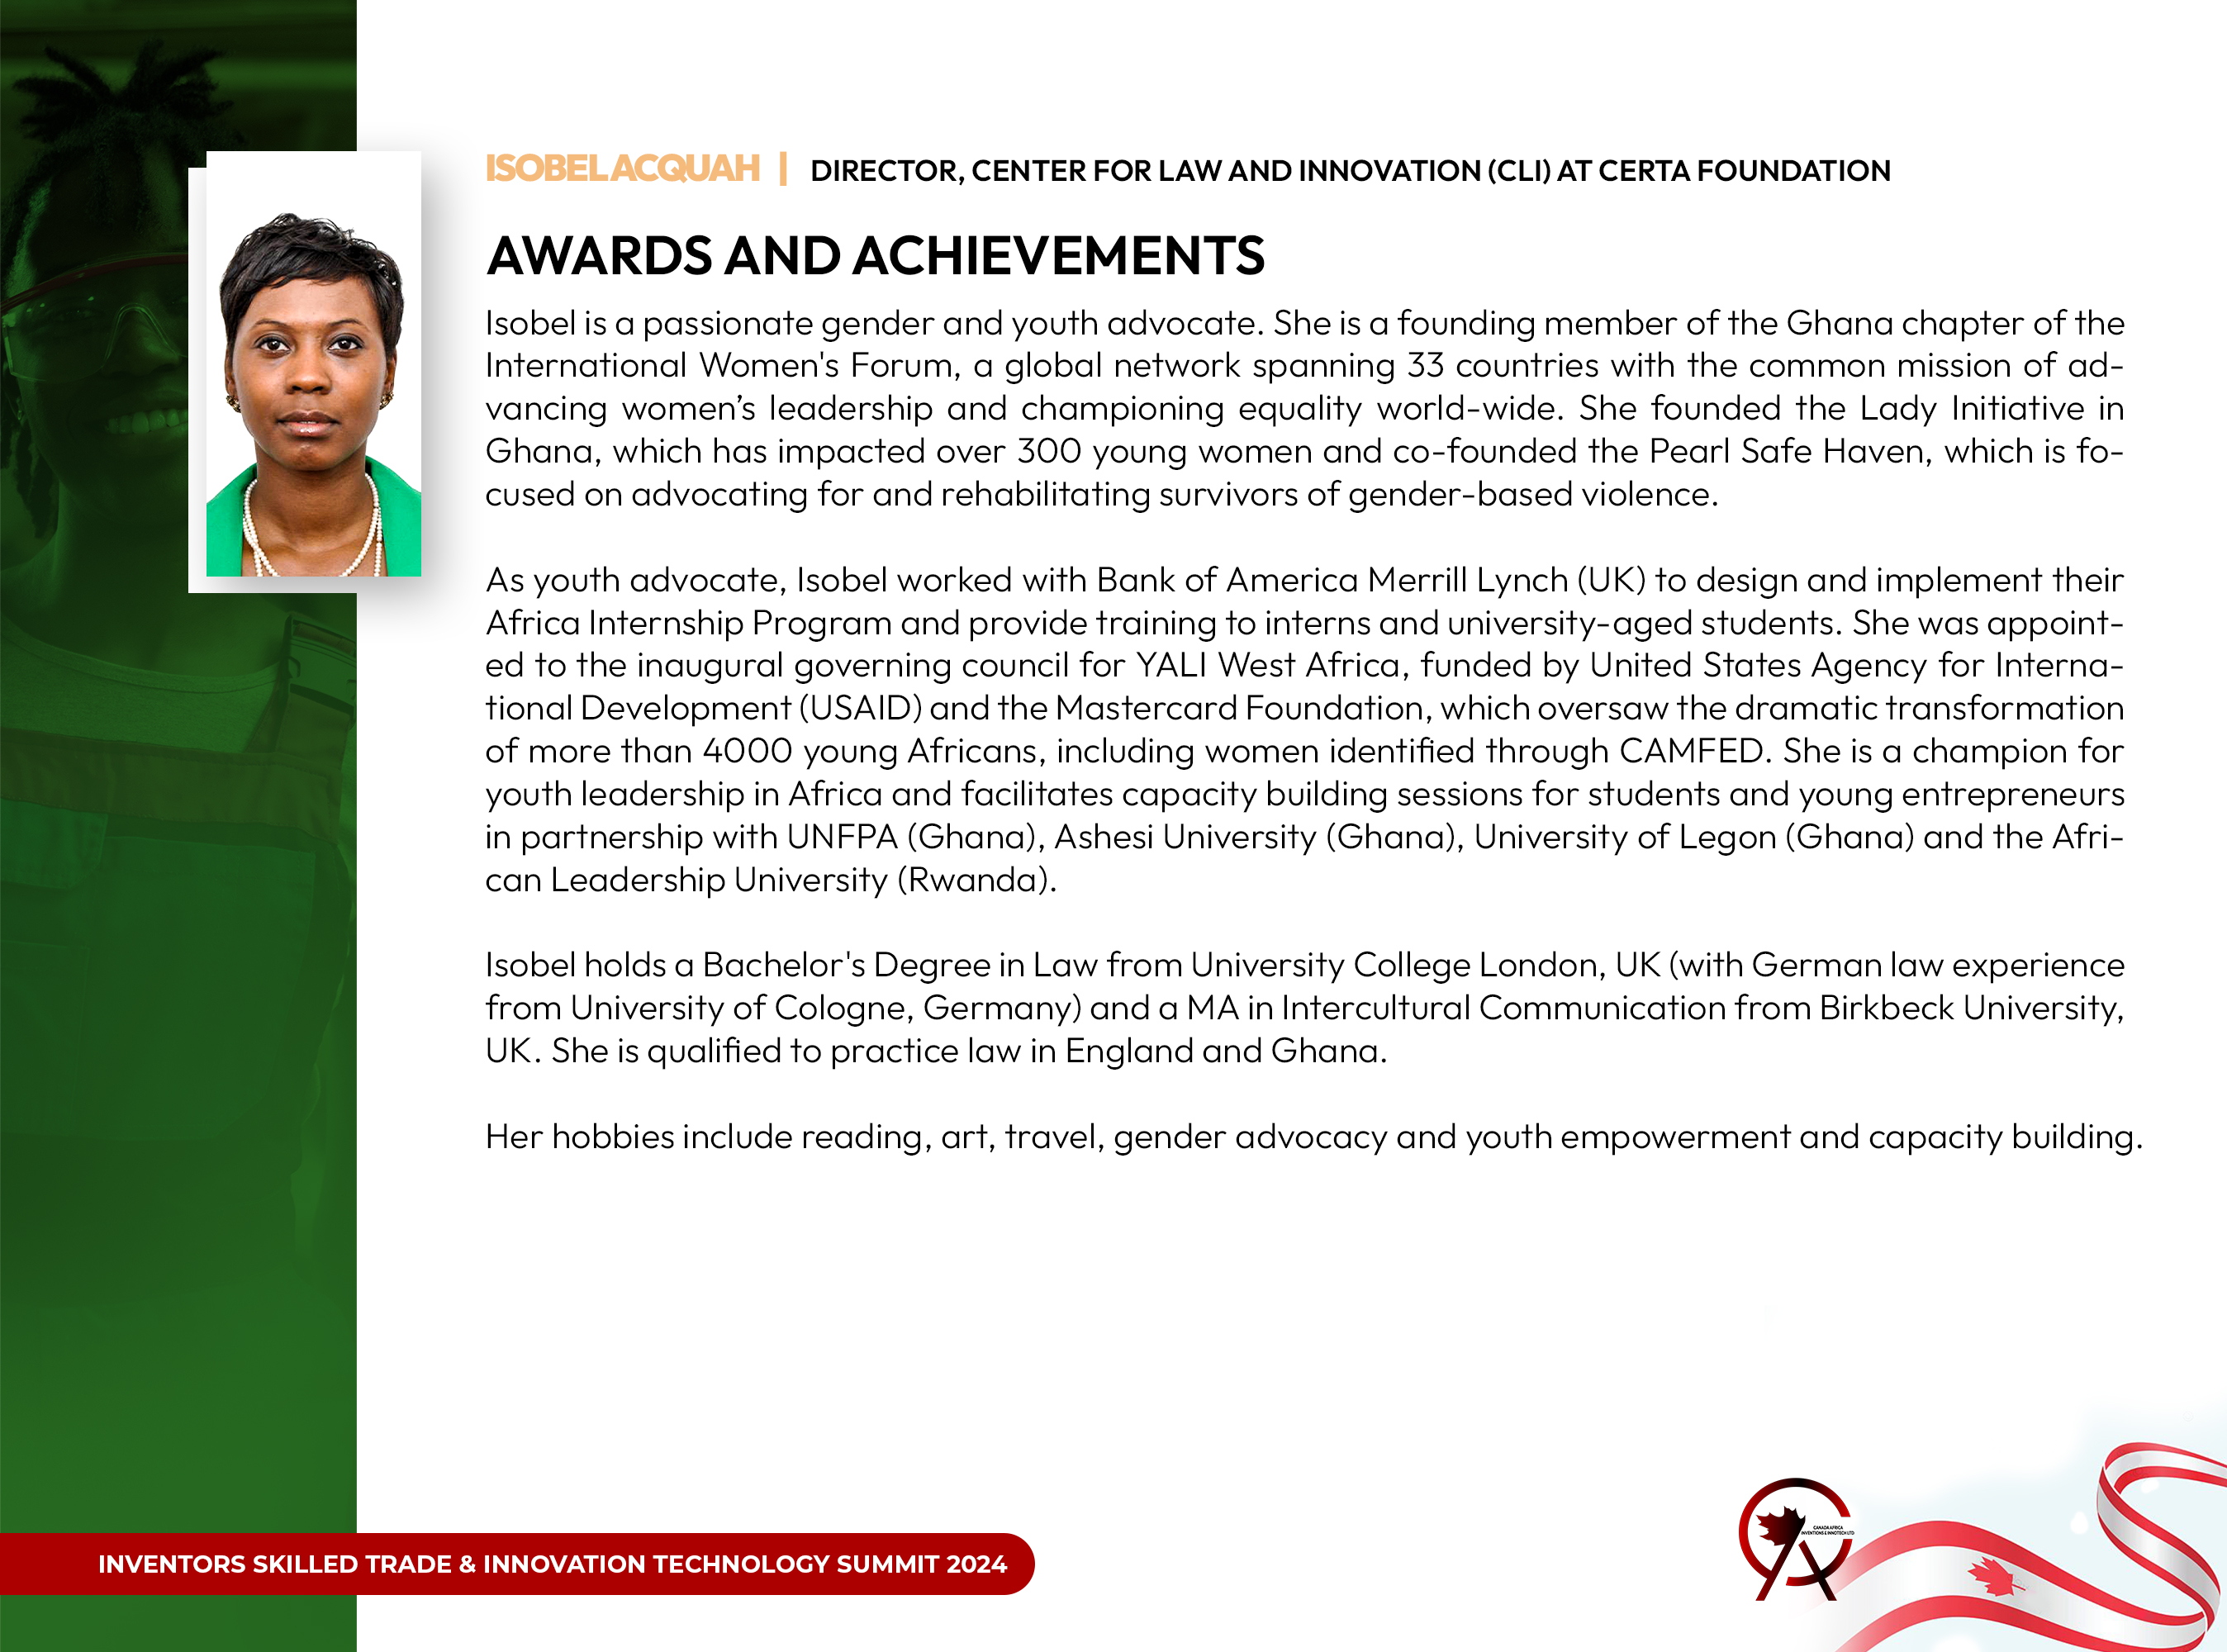 ISOBEL ACQUAH | DIRECTOR, CENTER FOR LAW AND INNOVATION (CLI) AT CERTA FOUNDATION
AWARDS AND ACHIEVEMENTS
Isobel is a passionate gender and youth advocate. She is a founding member of the Ghana chapter of the
International Women's Forum, a global network spanning 33 countries with the common mission of ad-
vancing women’s leadership and championing equality world-wide. She founded the Lady Initiative in
Ghana, which has impacted over 300 young women and co-founded the Pearl Safe Haven, which is fo-
cused on advocating for and rehabilitating survivors of gender-based violence.
As youth advocate, Isobel worked with Bank of America Merrill Lynch (UK) to design and implement their
Africa Internship Program and provide training to interns and university-aged students. She was appoint-
ed to the inaugural governing council for YALI West Africa, funded by United States Agency for Interna-
tional Development (USAID) and the Mastercard Foundation, which oversaw the dramatic transformation
of more than 4000 young Africans, including women identified through CAMFED. She is a champion for
youth leadership in Africa and facilitates capacity building sessions for students and young entrepreneurs
in partnership with UNFPA (Ghana), Ashesi University (Ghana), University of Legon (Ghana) and the Afri-
can Leadership University (Rwanda).
Isobel holds a Bachelor's Degree in Law from University College London, UK (with German law experience
from University of Cologne, Germany) and a MA in Intercultural Communication from Birkbeck University,
UK. She is qualified to practice law in England and Ghana.
Her hobbies include reading, art, travel, gender advocacy and youth empowerment and capacity building.
CANADA AFRICA
INVENTIONS & INNOTECH LTD
INVENTORS SKILLED TRADE & INNOVATION TECHNOLOGY SUMMIT 2024